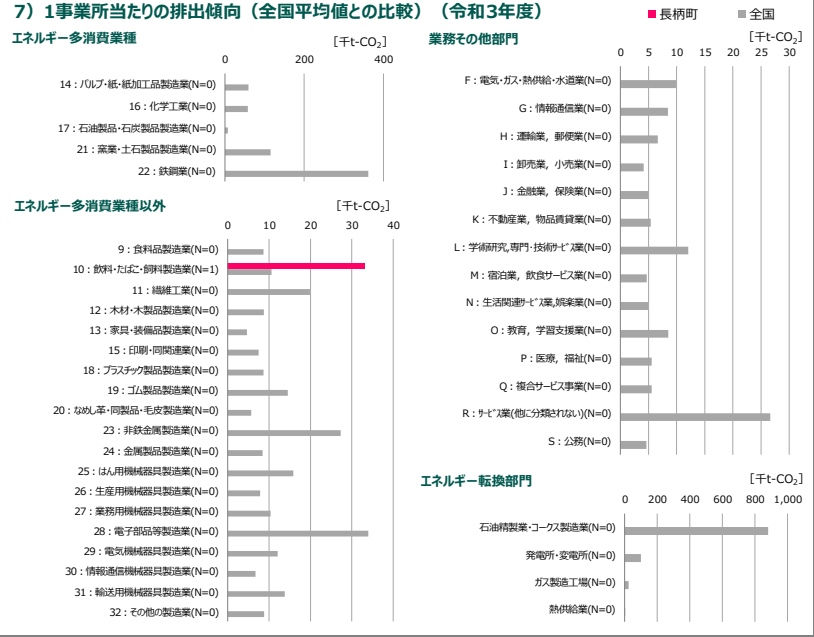 7）1事業所当たりの排出傾向（全国平均値との比較）（令和3年度）
■長柄町 ■全国
エネルギー多消費業種
[千t-CO₂]
0 200 400
14：パルプ・紙・紙加工品製造業(N=0)
16：化学工業(N=0)
17：石油製品・石炭製品製造業(N=0)
21：窯業・土石製品製造業(N=0)
22：鉄鋼業(N=0)
エネルギー多消費業種以外
[千t-CO₂]
0 10 20 30 40
9：食料品製造業(N=0)
10：飲料・たばこ・飼料製造業(N=1)
11：繊維工業(N=0)
12：木材・木製品製造業(N=0)
13：家具・装備品製造業(N=0)
15：印刷・同関連業(N=0)
18：プラスチック製品製造業(N=0)
19：ゴム製品製造業(N=0)
20：なめし革・同製品・毛皮製造業(N=0)
23：非鉄金属製造業(N=0)
24：金属製品製造業(N=0)
25：はん用機械器具製造業(N=0)
26：生産用機械器具製造業(N=0)
27：業務用機械器具製造業(N=0)
28：電子部品等製造業(N=0)
29：電気機械器具製造業(N=0)
30：情報通信機械器具製造業(N=0)
31：輸送用機械器具製造業(N=0)
32：その他の製造業(N=0)
業務その他部門
[千t-CO₂]
0 5 10 15 20 25 30
F：電気・ガス・熱供給・水道業(N=0)
G：情報通信業(N=0)
H：運輸業，郵便業(N=0)
I：卸売業，小売業(N=0)
J：金融業，保険業(N=0)
K：不動産業，物品賃貸業(N=0)
L：学術研究,専門・技術ｻｰﾋﾞｽ業(N=0)
M：宿泊業，飲食サービス業(N=0)
N：生活関連ｻｰﾋﾞｽ業,娯楽業(N=0)
O：教育，学習支援業(N=0)
P：医療，福祉(N=0)
Q：複合サービス事業(N=0)
R：ｻｰﾋﾞｽ業(他に分類されない)(N=0)
S：公務(N=0)
エネルギー転換部門
[千t-CO₂]
0 200 400 600 800 1,000
石油精製業・コークス製造業(N=0)
発電所・変電所(N=0)
ガス製造工場(N=0)
熱供給業(N=0)